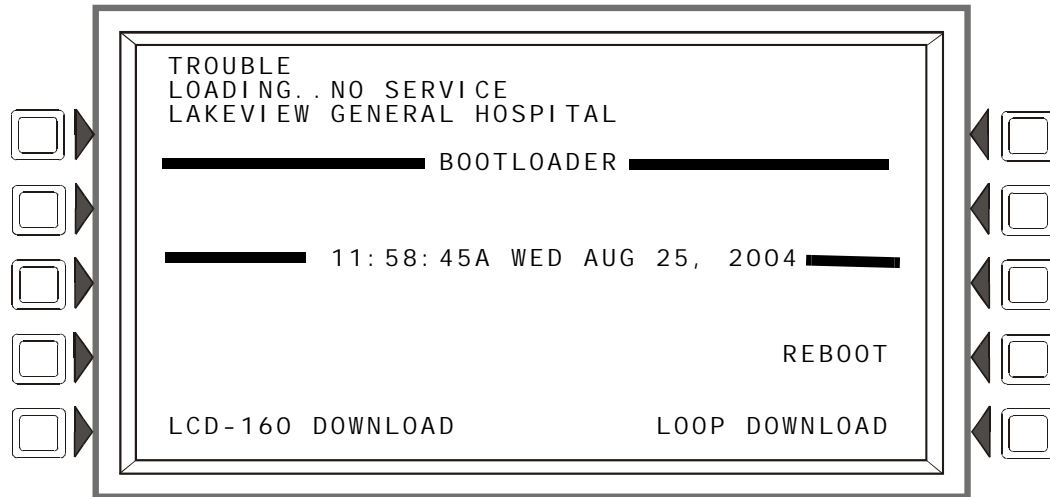 TROUBLE
LOADING..NO SERVICE
LAKEVIEW GENERAL HOSPITAL
BOOTLOADER
11:58:45A WED AUG 25, 2004
REBOOT
LCD-160 DOWNLOAD LOOP DOWNLOAD